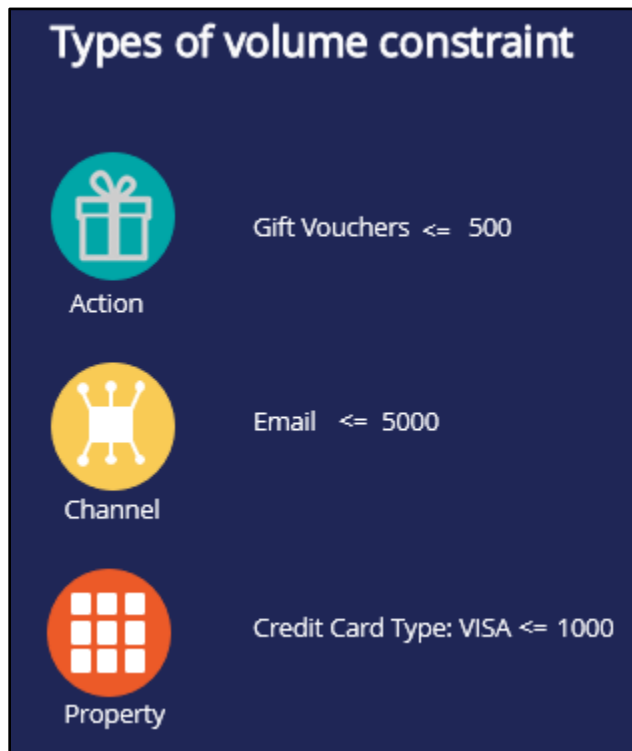 Types of volume constraint
Gift Vouchers <= 500
Action
Email <= 5000
Channel
Credit Card Type: VISA <= 1000
Property